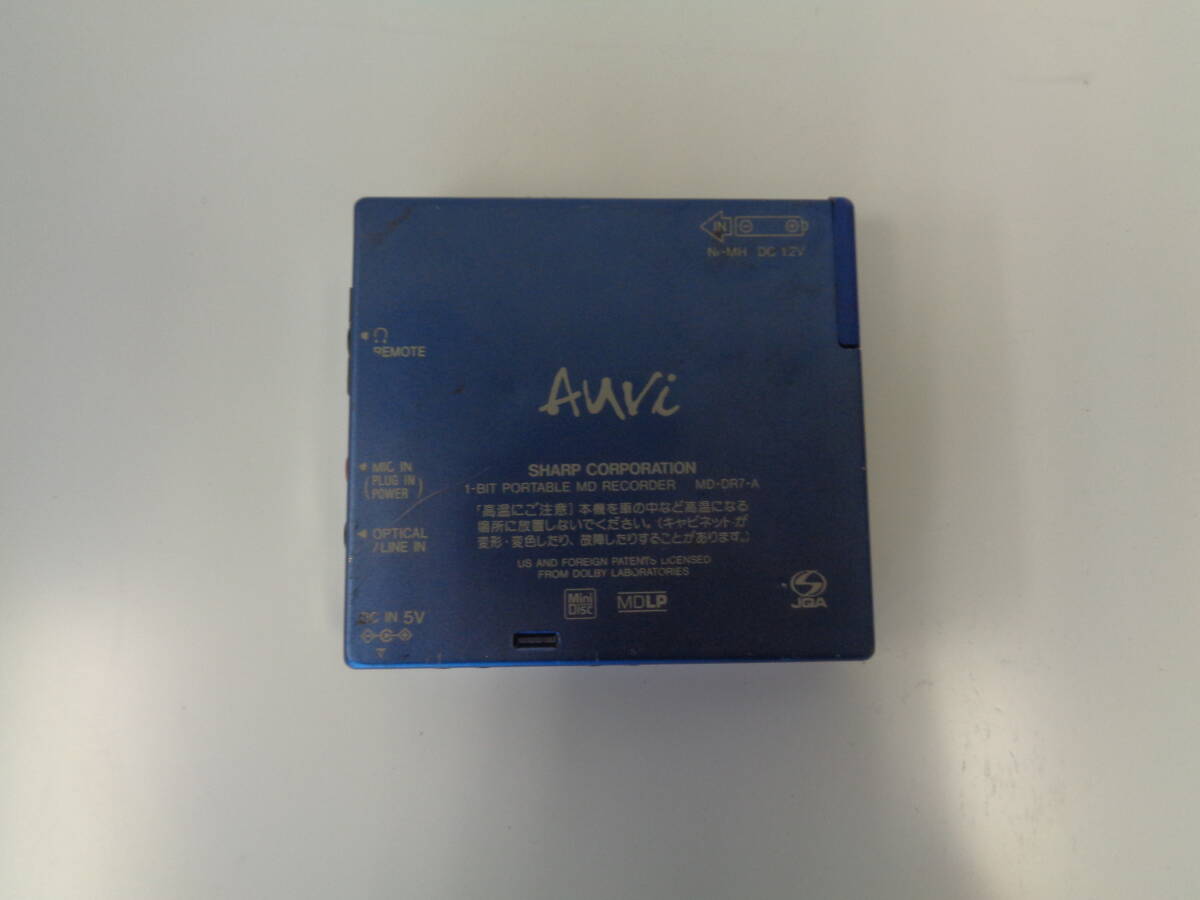 IN
Ni-MH DC 1.2V
REMOTE
Auvi
MIC IN
(PLUG IN
POWER)
OPTICAL
/LINE IN
DC IN 5V
SHARP CORPORATION
1-BIT PORTABLE MD RECORDER MD-DR7-A
「高温にご注意」本機を車の中など高温になる
場所に放置しないでください。(キャビネットが
変形・変色したり、故障したりすることがあります。)
US AND FOREIGN PATENTS LICENSED
FROM DOLBY LABORATORIES
Mini
Disc
MDLP
JQA